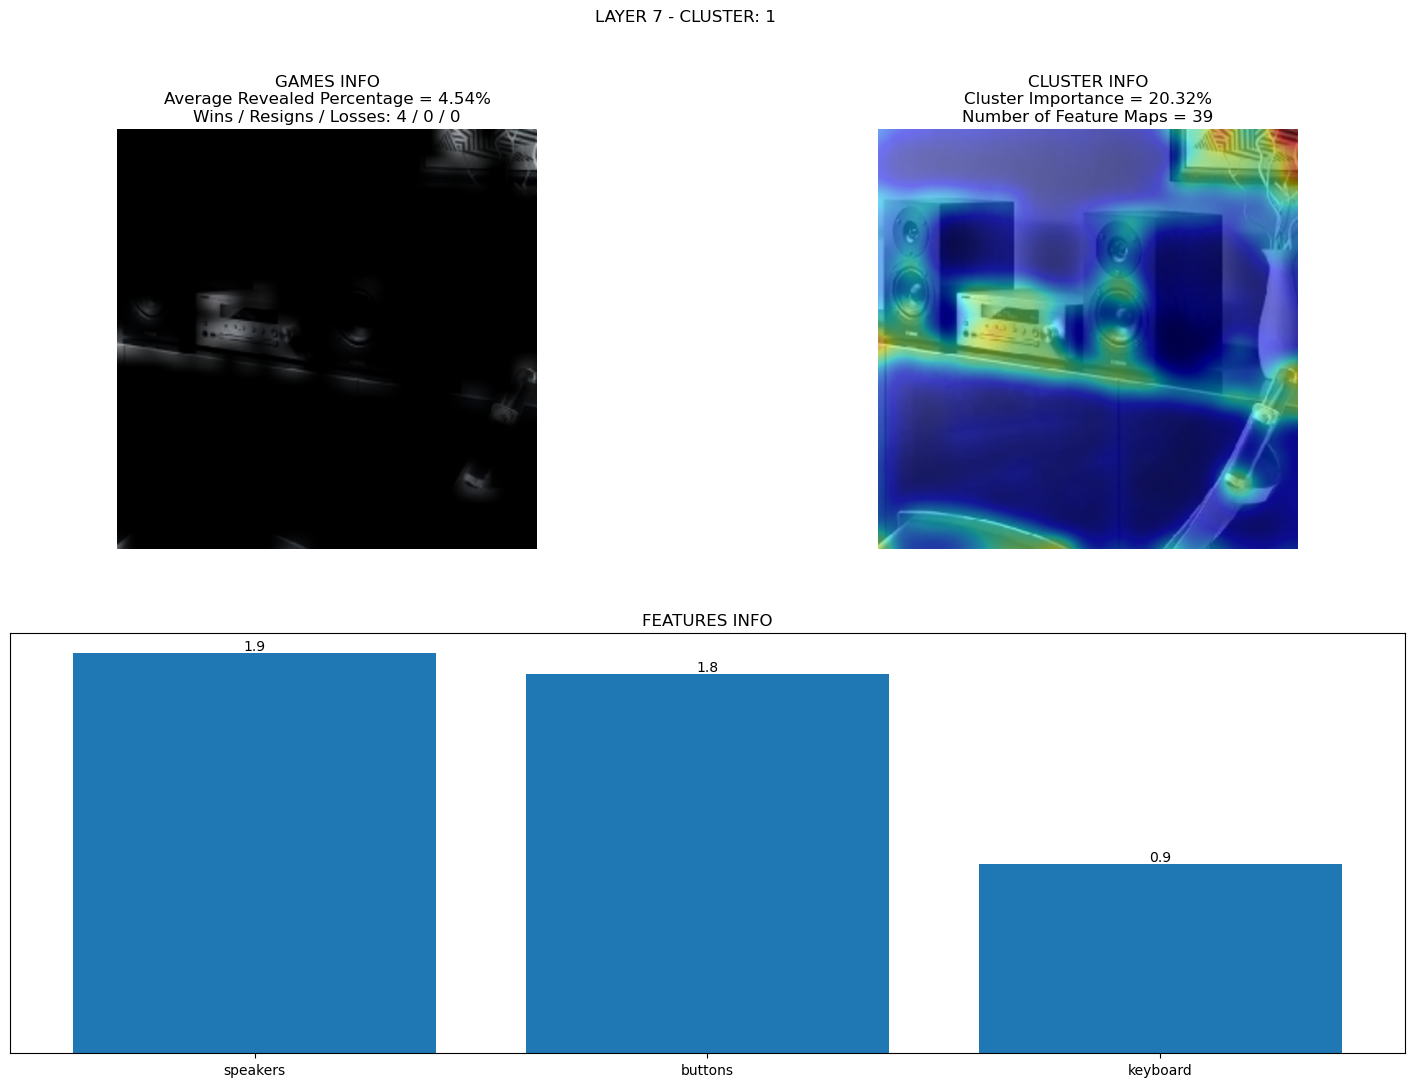 LAYER 7 - CLUSTER: 1
GAMES INFO
Average Revealed Percentage = 4.54%
Wins / Resigns / Losses: 4 / 0 / 0
CLUSTER INFO
Cluster Importance = 20.32%
Number of Feature Maps = 39
FEATURES INFO
1.9
1.8
0.9
speakers
buttons
keyboard